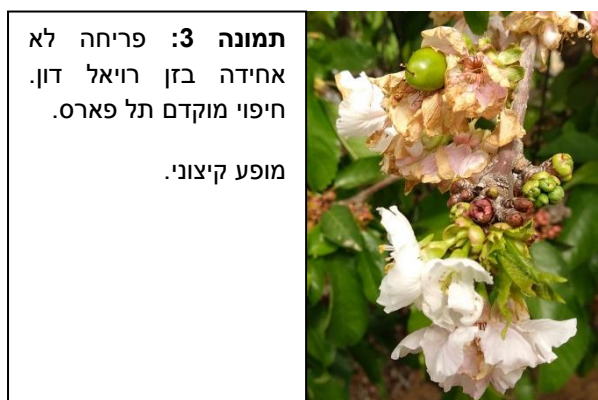 תמונה 3: פריחה לא
אחידה בזן רויאל דון.
חיפוי מוקדם תל פארס.
מופע קיצוני.